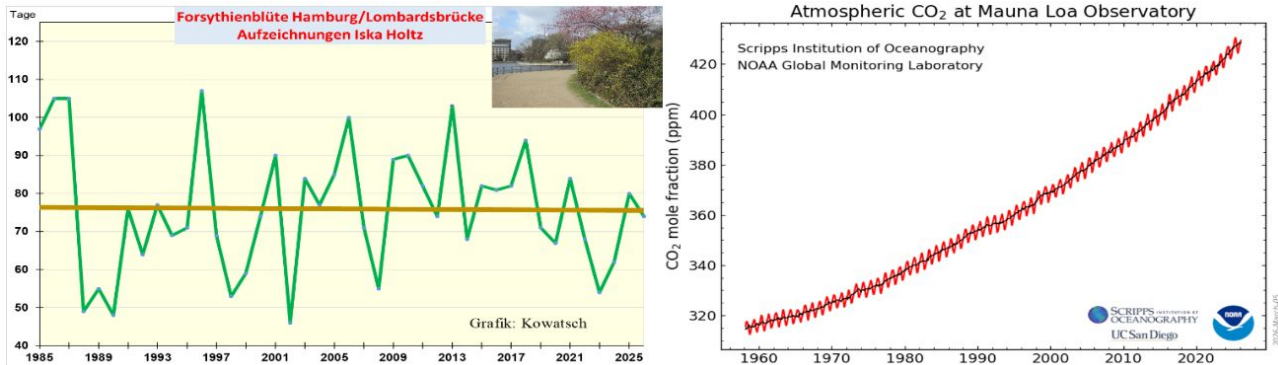 Tage
Forsythienblüte Hamburg/Lombardsbrücke
Aufzeichnungen Iska Holtz
120
110
100
90
80
70
60
50
40
1985
1989
1993
1997
2001
2005
2009
2013
2017
2021
2025
Grafik: Kowatsch
Atmospheric CO₂ at Mauna Loa Observatory
Scripps Institution of Oceanography
NOAA Global Monitoring Laboratory
CO₂ mole fraction (ppm)
420
400
380
360
340
320
1960
1970
1980
1990
2000
2010
2020
SCRIPPS INSTITUTION OF
OCEANOGRAPHY
UC San Diego
NOAA
2026-March-05